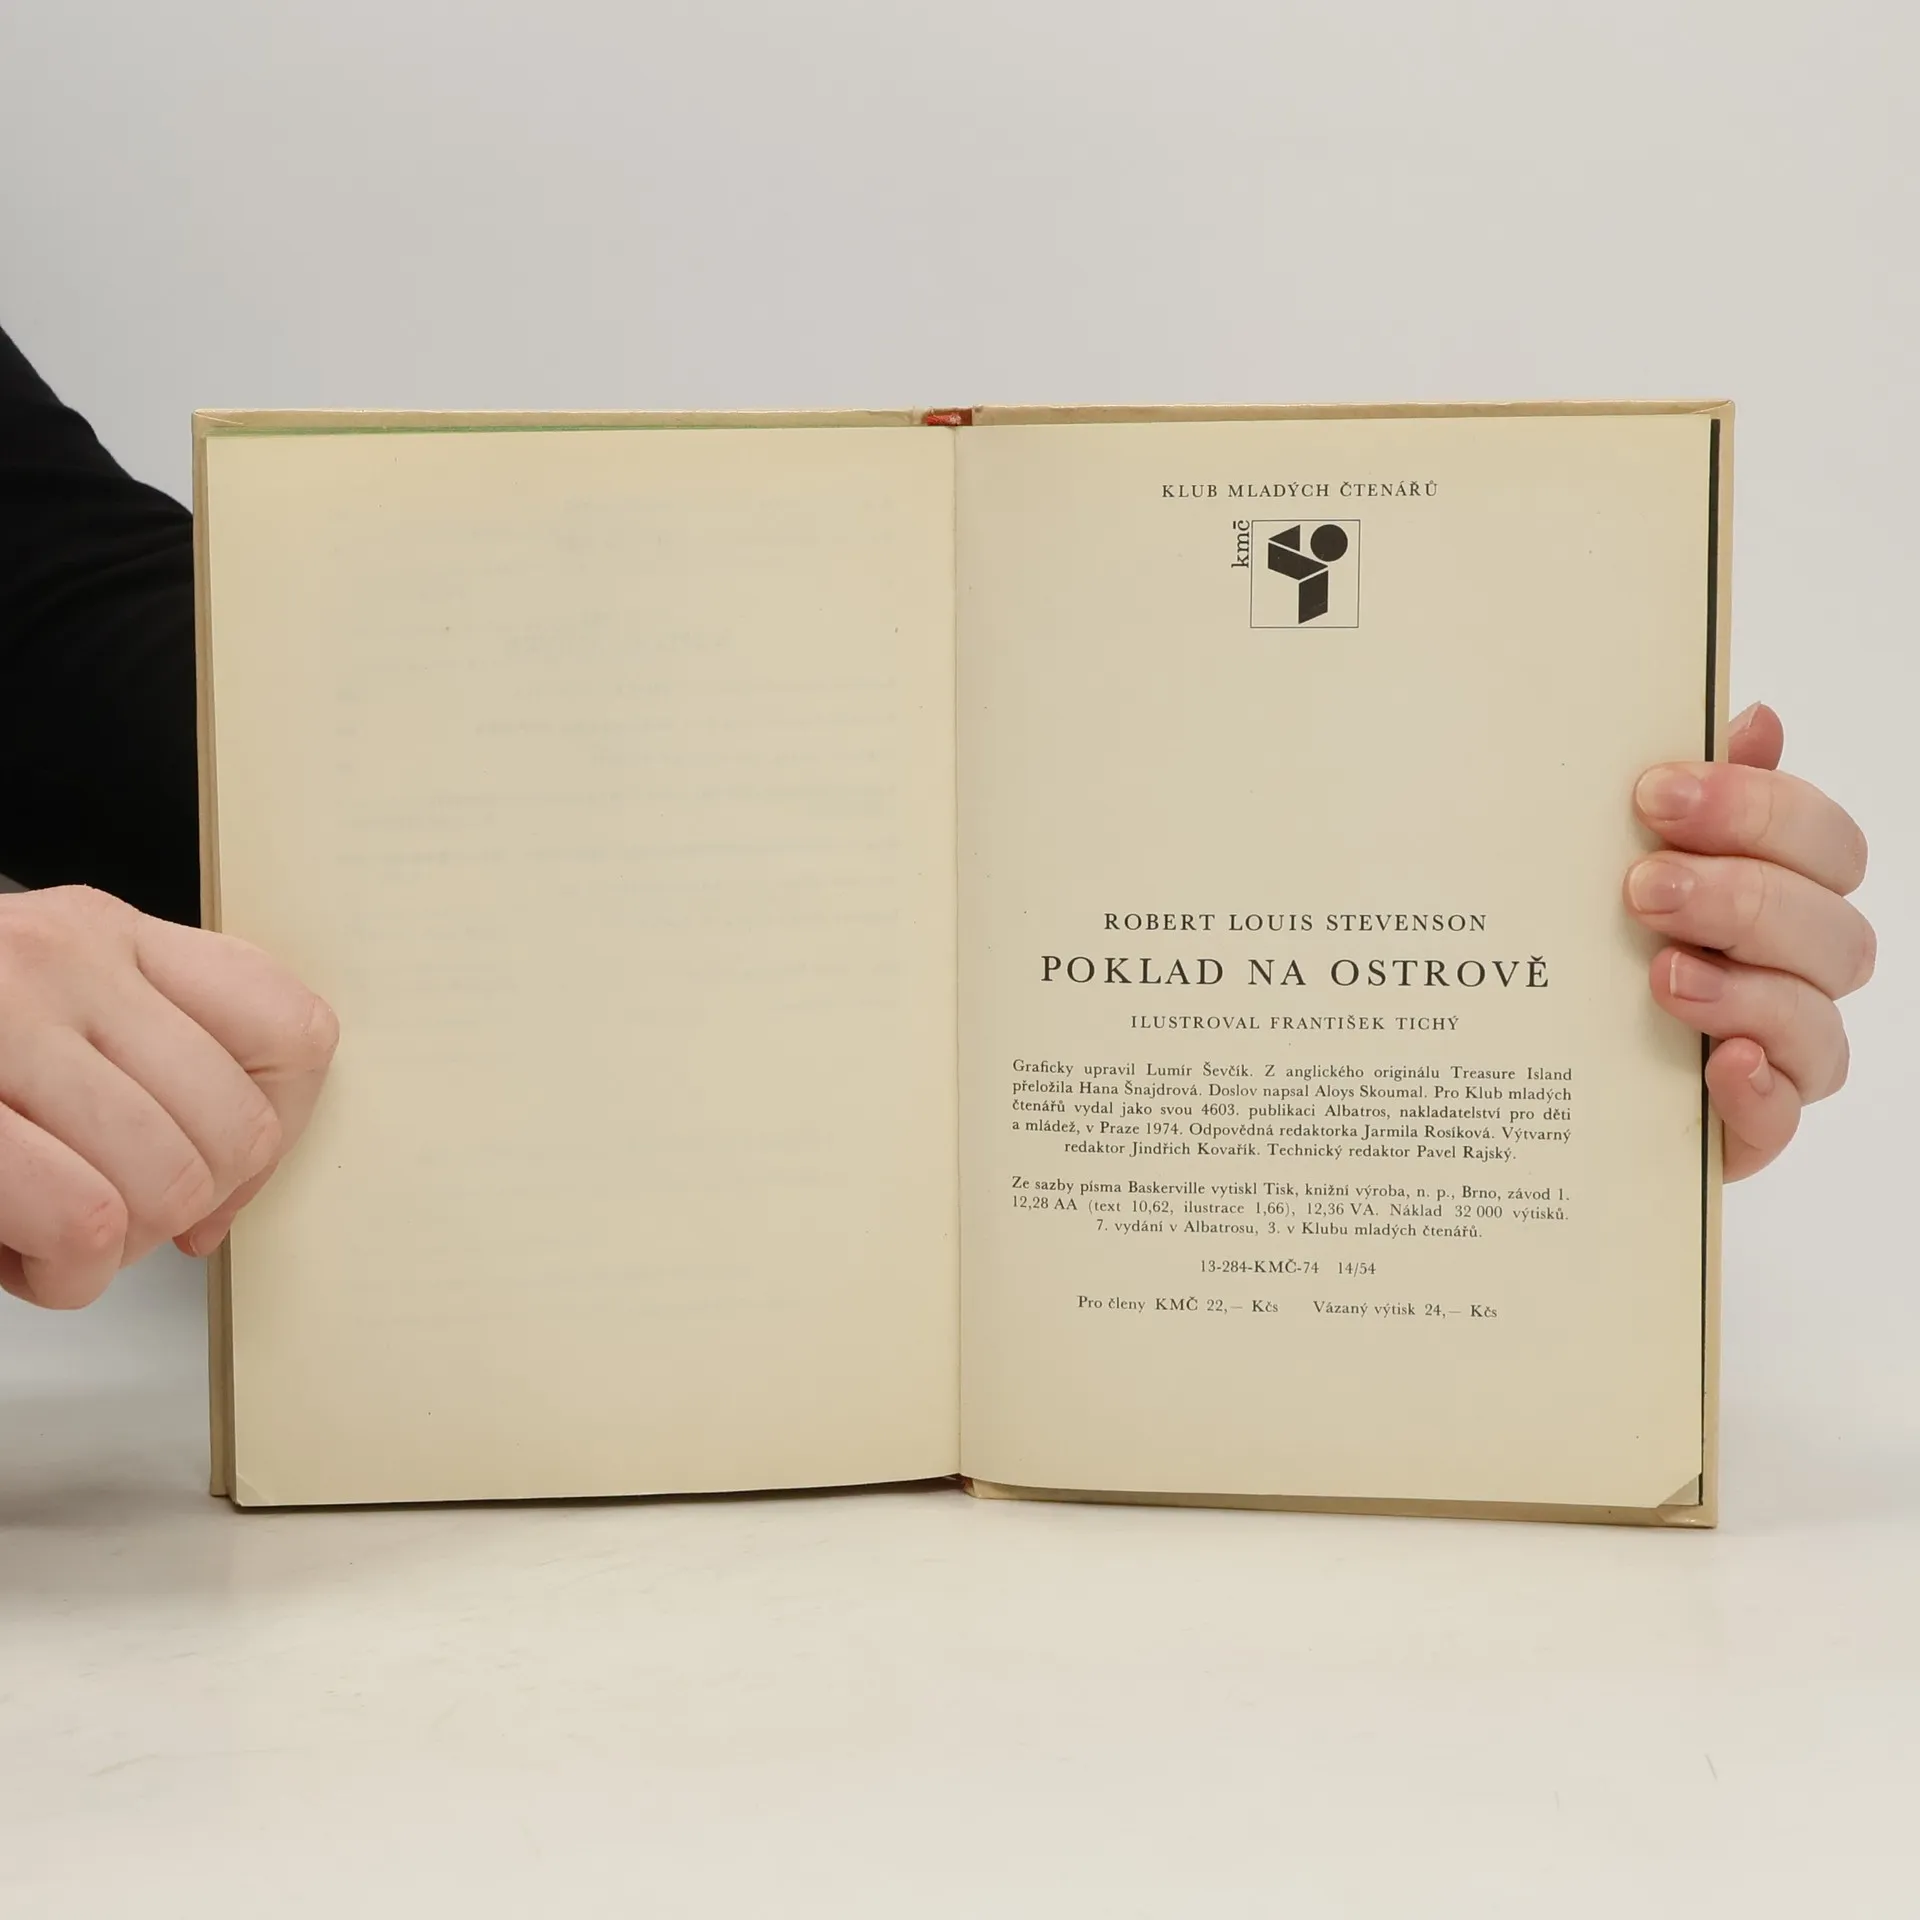 KLUB MLADÝCH ČTENÁŘŮ
kmč
ROBERT LOUIS STEVENSON
POKLAD NA OSTROVĚ
ILUSTROVAL FRANTIŠEK TICHÝ
Graficky upravil Lumír Ševčík. Z anglického originálu Treasure Island
přeložila Hana Šnajdrová. Doslov napsal Aloys Skoumal. Pro Klub mladých
čtenářů vydal jako svou 4603. publikaci Albatros, nakladatelství pro děti
a mládež, v Praze 1974. Odpovědná redaktorka Jarmila Rosíková. Výtvarný
redaktor Jindřich Kovařík. Technický redaktor Pavel Rajský.
Ze sazby písma Baskerville vytiskl Tisk, knižní výroba, n. p., Brno, závod 1.
12,28 AA (text 10,62, ilustrace 1,66), 12,36 VA. Náklad 32 000 výtisků.
7. vydání v Albatrosu, 3. v Klubu mladých čtenářů.
13-284-KMČ-74 14/54
Pro členy KMČ 22,— Kčs Vázaný výtisk 24,— Kčs